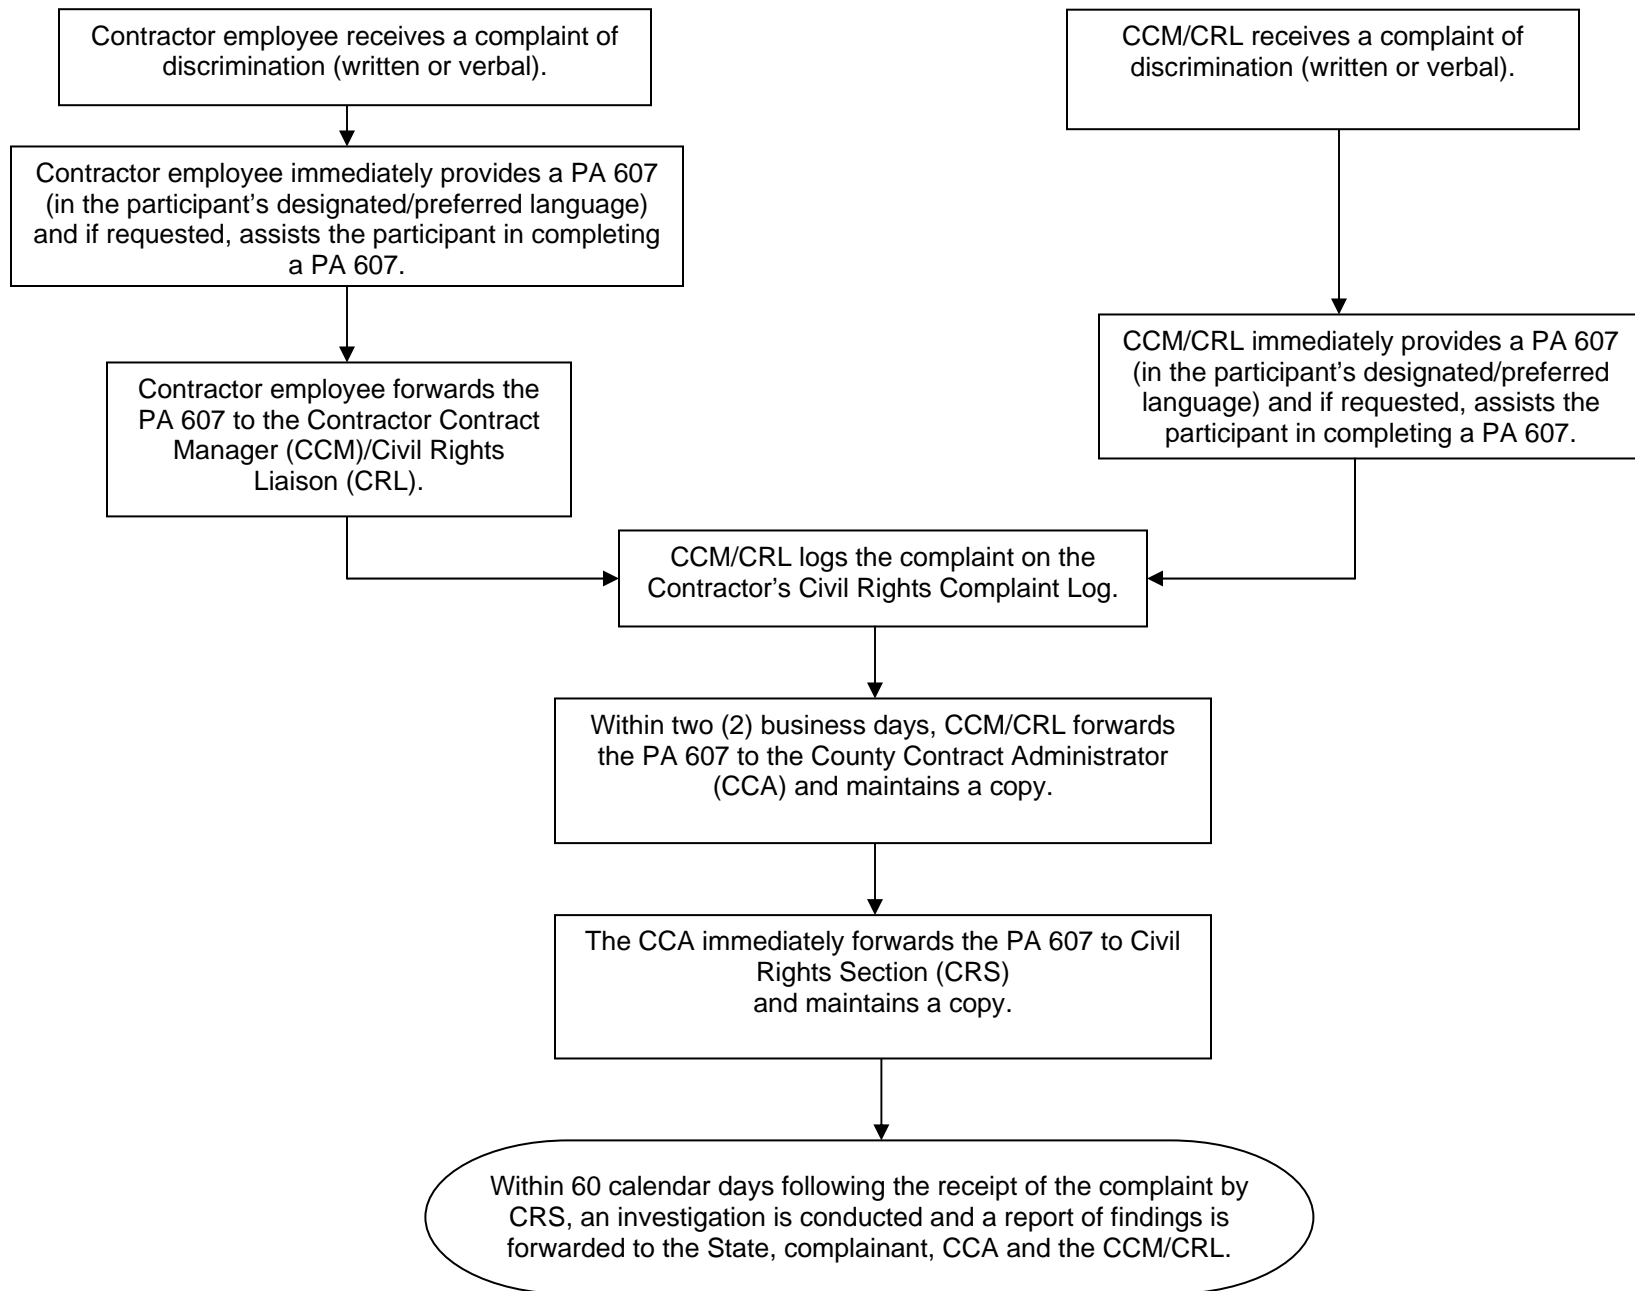 Contractor employee receives a complaint of
discrimination (written or verbal).
CCM/CRL receives a complaint of
discrimination (written or verbal).
Contractor employee immediately provides a PA 607
(in the participant’s designated/preferred language)
and if requested, assists the participant in completing
a PA 607.
CCM/CRL immediately provides a PA 607
(in the participant’s designated/preferred
language) and if requested, assists the
participant in completing a PA 607.
Contractor employee forwards the
PA 607 to the Contractor Contract
Manager (CCM)/Civil Rights
Liaison (CRL).
CCM/CRL logs the complaint on the
Contractor’s Civil Rights Complaint Log.
Within two (2) business days, CCM/CRL forwards
the PA 607 to the County Contract Administrator
(CCA) and maintains a copy.
The CCA immediately forwards the PA 607 to Civil
Rights Section (CRS)
and maintains a copy.
Within 60 calendar days following the receipt of the complaint by
CRS, an investigation is conducted and a report of findings is
forwarded to the State, complainant, CCA and the CCM/CRL.